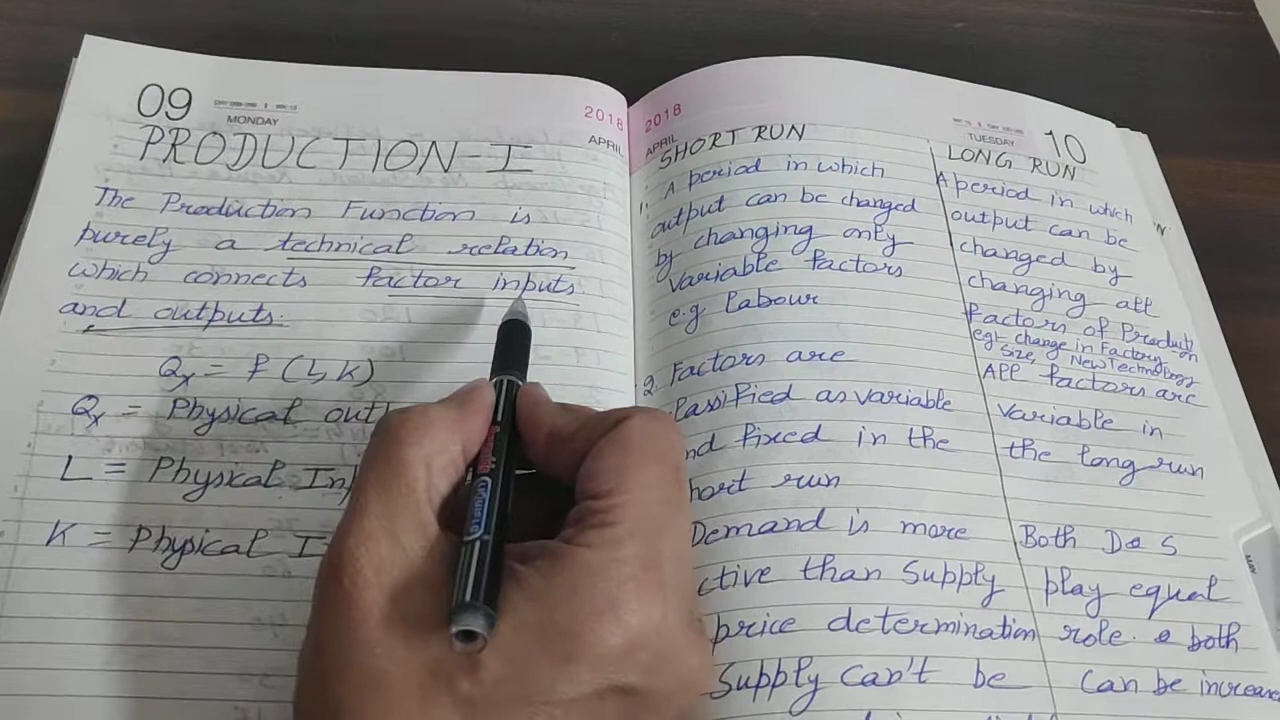 09
MONDAY
2018
APRIL
PRODUCTION-I
The Production Function is
purely a technical relation
which connects factor inputs
and outputs.
Qx = f (L, K)
Qx = Physical
L = Physical
K = Physical
2018
APRIL
TUESDAY
10
SHORT RUN
1. A period in which
output can be changed
by changing only
variable factors
e.g labour
2. Factors are
classified as variable
and fixed in the
short run
Demand is more
than supply
price determination
Supply can't be
LONG RUN
A period in which
output can be
changed by
changing all
factors of Production
eg:- change in Factory
Size, New Technology
All factors are
variable in
the long run
Both D & S
play equal
role. both
can be increase
MAY